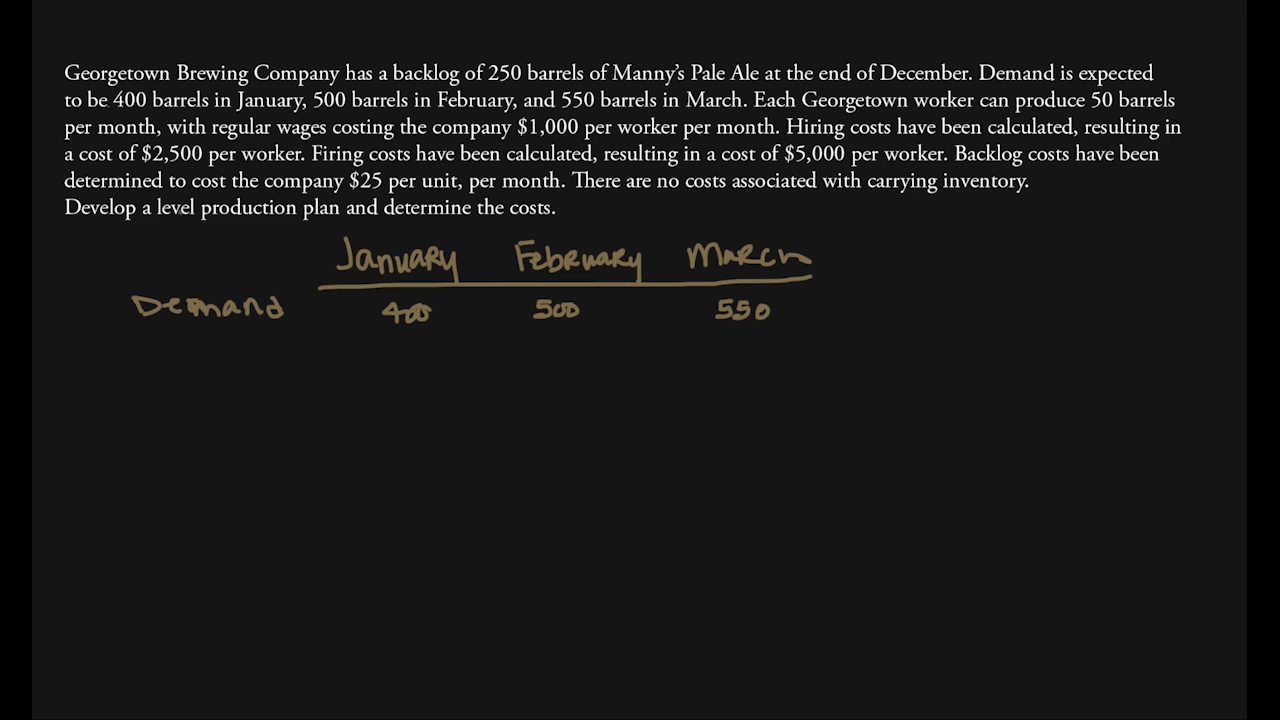 Georgetown Brewing Company has a backlog of 250 barrels of Manny's Pale Ale at the end of December. Demand is expected
to be 400 barrels in January, 500 barrels in February, and 550 barrels in March. Each Georgetown worker can produce 50 barrels
per month, with regular wages costing the company $1,000 per worker per month. Hiring costs have been calculated, resulting in
a cost of $2,500 per worker. Firing costs have been calculated, resulting in a cost of $5,000 per worker. Backlog costs have been
determined to cost the company $25 per unit, per month. There are no costs associated with carrying inventory.
Develop a level production plan and determine the costs.
January February March
Demand 400 500 550